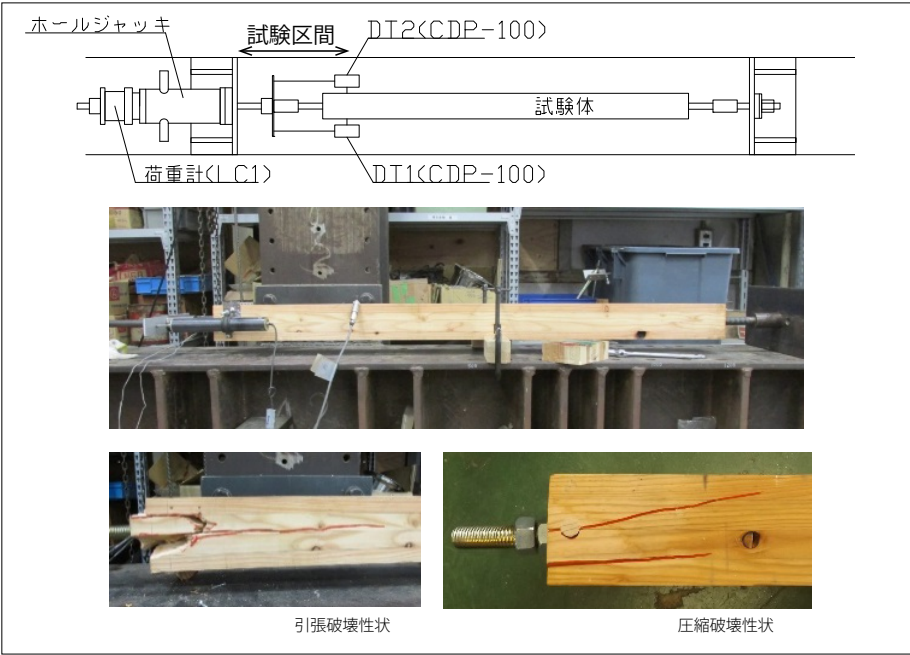 ホールジャッキ
試験区間
DT2(CDP-100)
試験体
荷重計(LC1)
DT1(CDP-100)
引張破壊性状
圧縮破壊性状